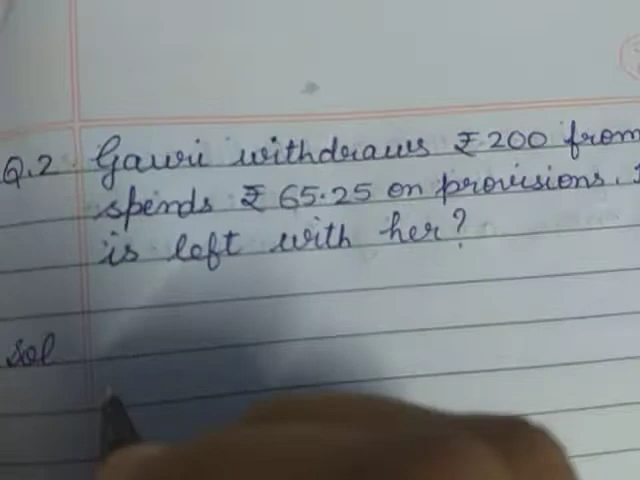 Q.2 Gauri withdraws ₹ 200 from
spends ₹ 65.25 on provisions.
is left with her?
Sol